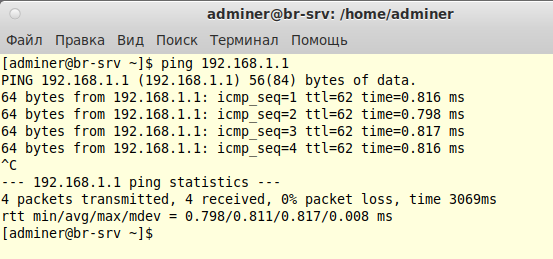 adminer@br-srv: /home/adminer
Файл Правка Вид Поиск Терминал Помощь
[adminer@br-srv ~]$ ping 192.168.1.1
PING 192.168.1.1 (192.168.1.1) 56(84) bytes of data.
64 bytes from 192.168.1.1: icmp_seq=1 ttl=62 time=0.816 ms
64 bytes from 192.168.1.1: icmp_seq=2 ttl=62 time=0.798 ms
64 bytes from 192.168.1.1: icmp_seq=3 ttl=62 time=0.817 ms
64 bytes from 192.168.1.1: icmp_seq=4 ttl=62 time=0.816 ms
^C
--- 192.168.1.1 ping statistics ---
4 packets transmitted, 4 received, 0% packet loss, time 3069ms
rtt min/avg/max/mdev = 0.798/0.811/0.817/0.008 ms
[adminer@br-srv ~]$